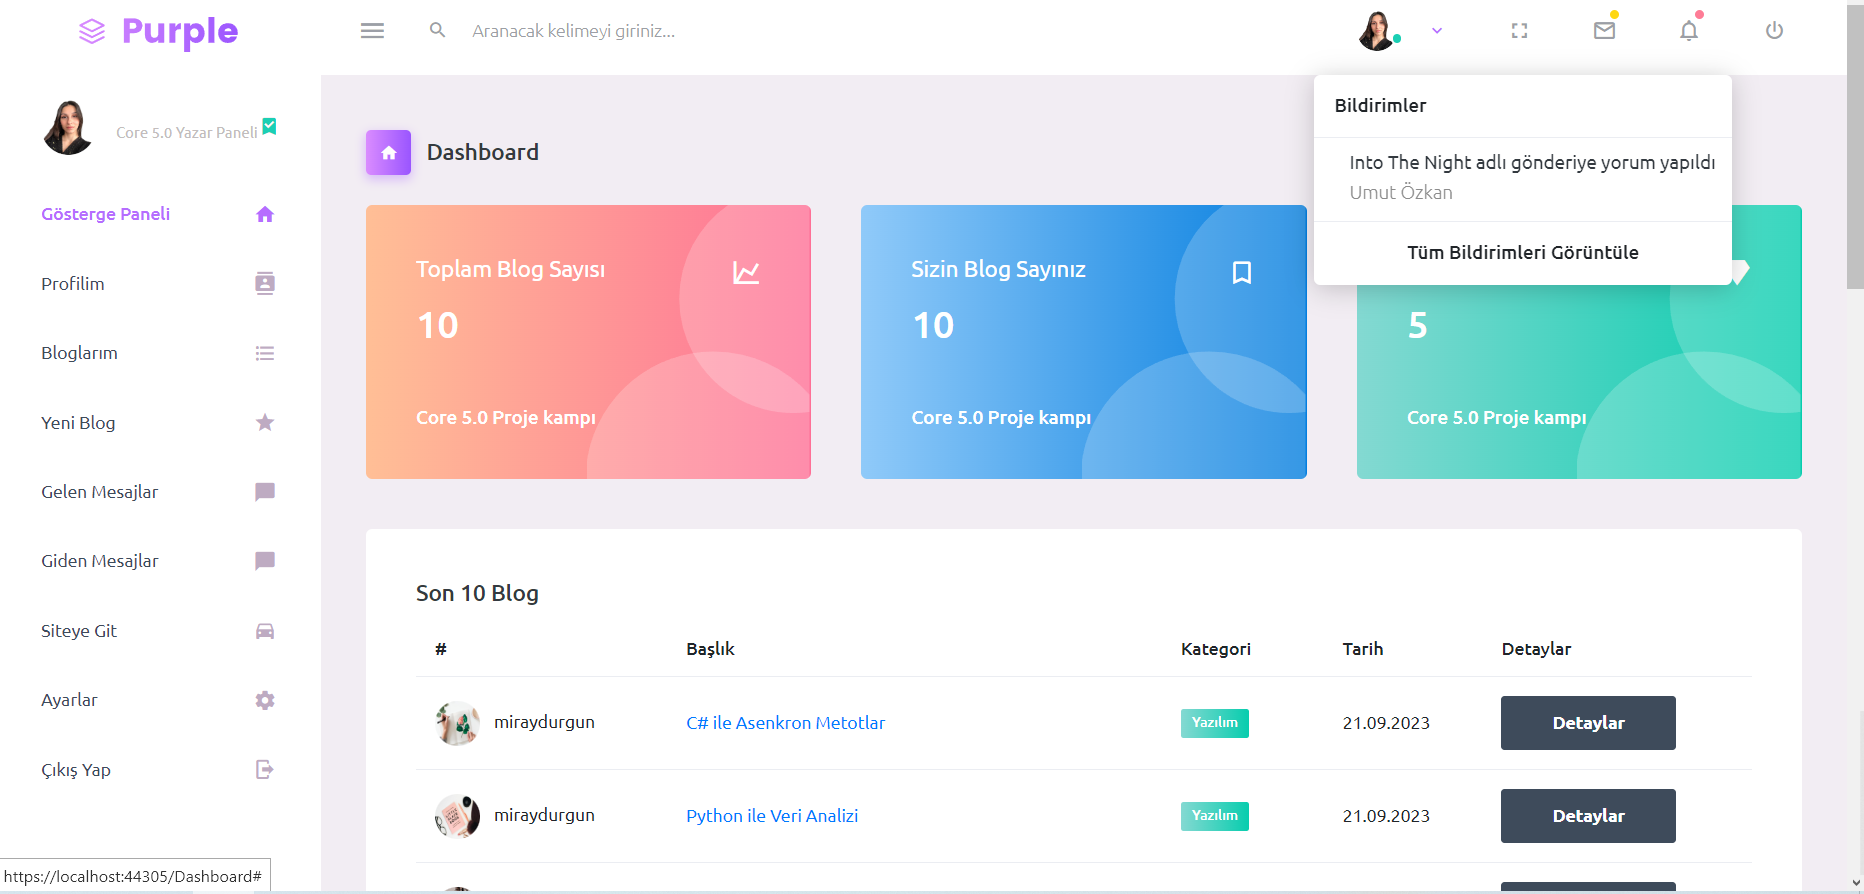 Purple
Aranacak kelimeyi giriniz...
Core 5.0 Yazar Paneli
Gösterge Paneli
Profilim
Bloglarım
Yeni Blog
Gelen Mesajlar
Giden Mesajlar
Siteye Git
Ayarlar
Çıkış Yap
Bildirimler
Into The Night adlı gönderiye yorum yapıldı
Umut Özkan
Tüm Bildirimleri Görüntüle
Dashboard
Toplam Blog Sayısı
10
Core 5.0 Proje kampı
Sizin Blog Sayınız
10
Core 5.0 Proje kampı
5
Core 5.0 Proje kampı
Son 10 Blog
# Başlık Kategori Tarih Detaylar
miraydurgun C# ile Asenkron Metotlar Yazılım 21.09.2023 Detaylar
miraydurgun Python ile Veri Analizi Yazılım 21.09.2023 Detaylar
https://localhost:44305/Dashboard#